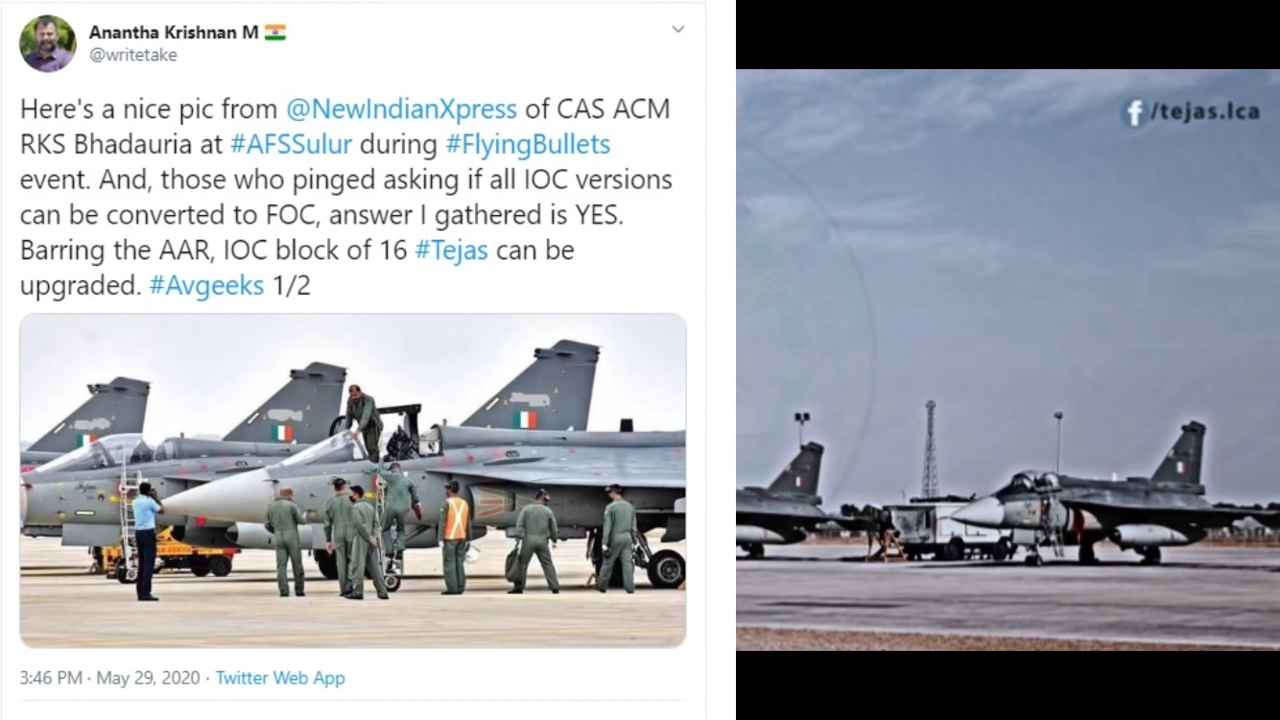 Anantha Krishnan M
@writetake
Here's a nice pic from @NewIndianXpress of CAS ACM
RKS Bhadauria at #AFSSulur during #FlyingBullets
event. And, those who pinged asking if all IOC versions
can be converted to FOC, answer I gathered is YES.
Barring the AAR, IOC block of 16 #Tejas can be
upgraded. #Avgeeks 1/2
Tejas
3:46 PM · May 29, 2020 · Twitter Web App
f/tejas.lca